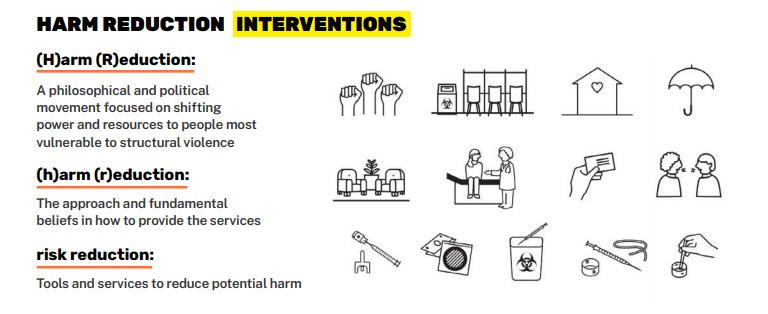 HARM REDUCTION INTERVENTIONS
(H)arm (R)eduction:
A philosophical and political
movement focused on shifting
power and resources to people most
vulnerable to structural violence
(h)arm (r)eduction:
The approach and fundamental
beliefs in how to provide the services
risk reduction:
Tools and services to reduce potential harm